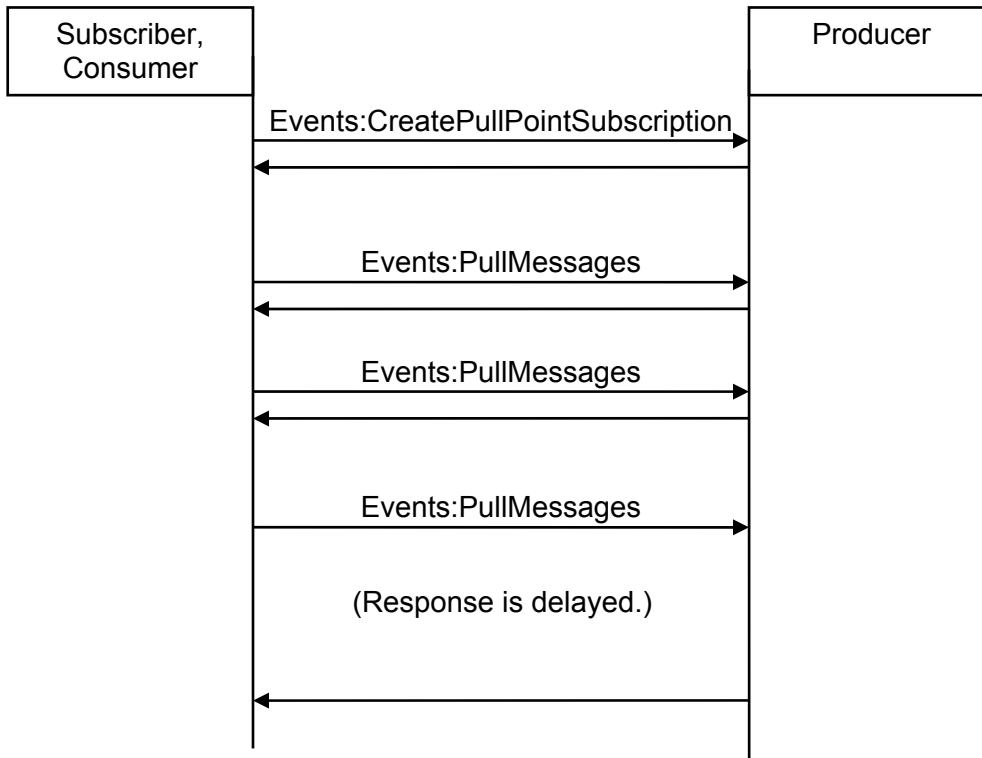 Subscriber,
Consumer
Producer
Events:CreatePullPointSubscription
Events:PullMessages
Events:PullMessages
Events:PullMessages
(Response is delayed.)